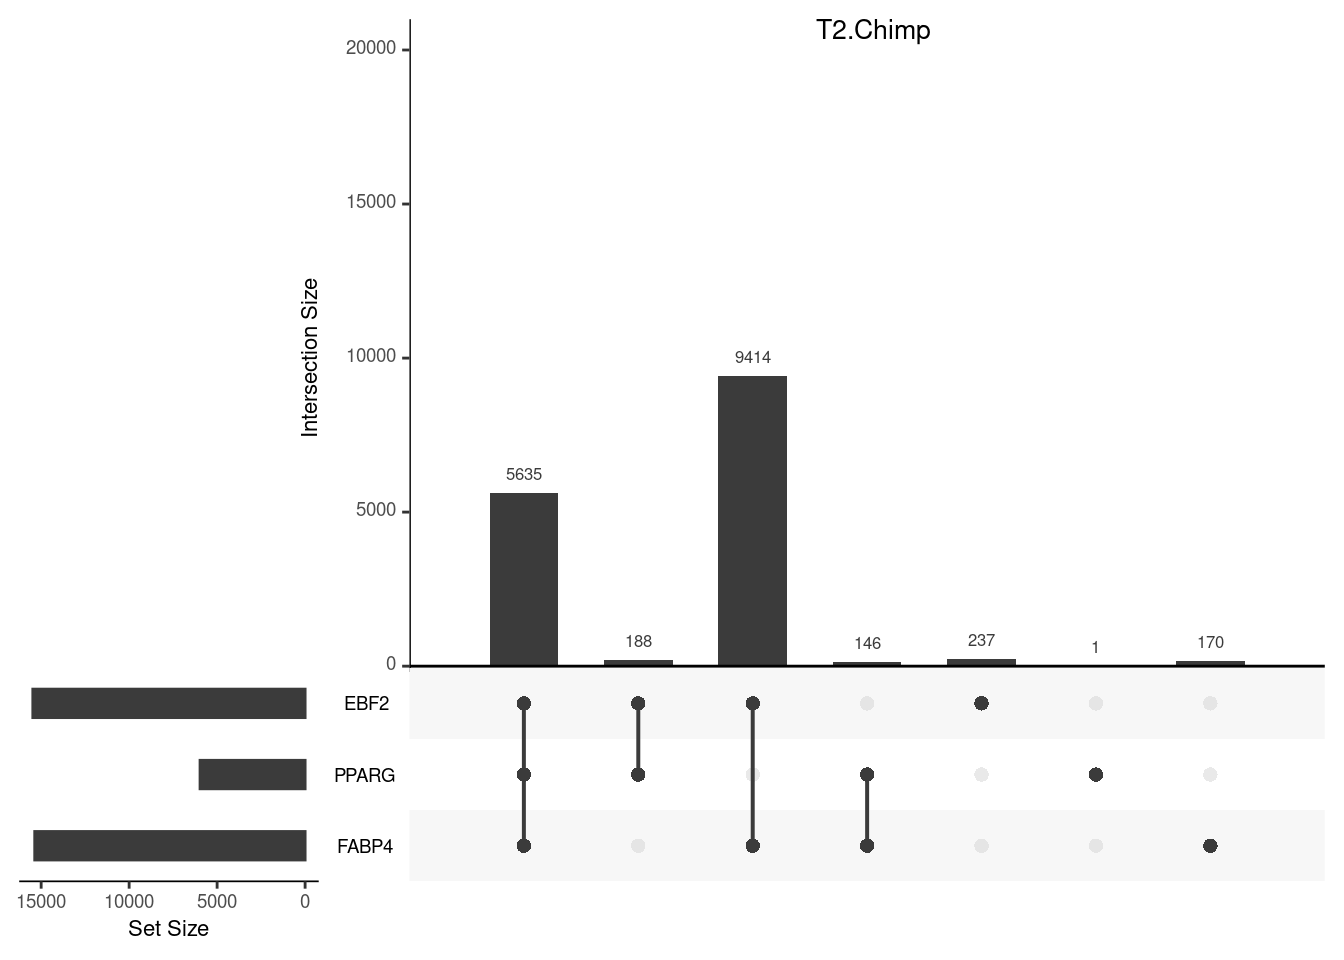 T2.Chimp
20000
15000
10000
5000
0
Intersection Size
9414
5635
188
146
237
1
170
EBF2
PPARG
FABP4
15000 10000 5000 0
Set Size